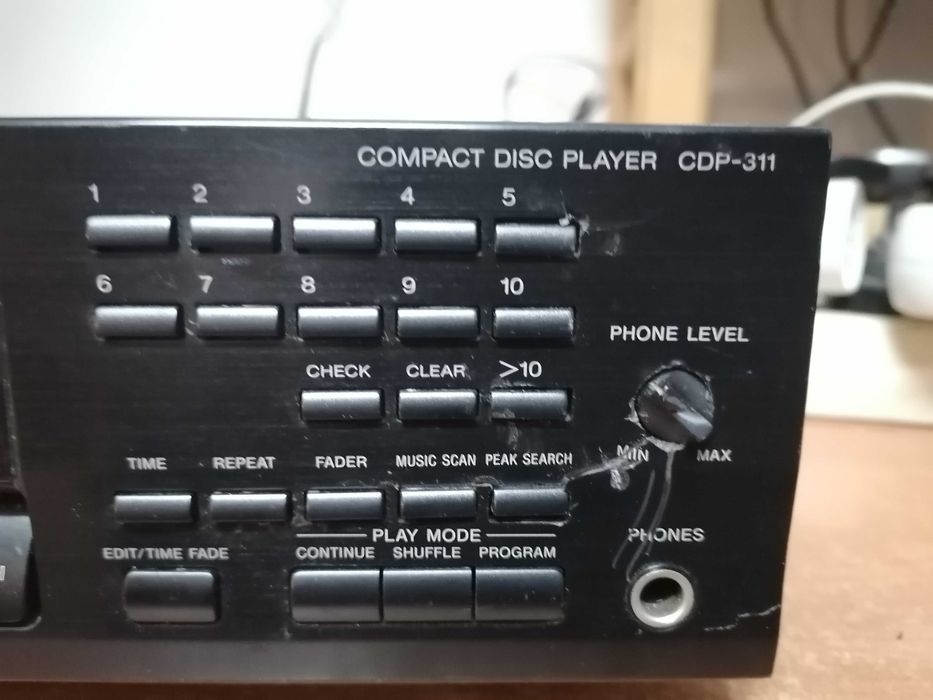 COMPACT DISC PLAYER CDP-311
1 2 3 4 5
6 7 8 9 10
PHONE LEVEL
CHECK CLEAR >10
MIN MAX
TIME REPEAT FADER MUSIC SCAN PEAK SEARCH
PLAY MODE
PHONES
EDIT/TIME FADE CONTINUE SHUFFLE PROGRAM